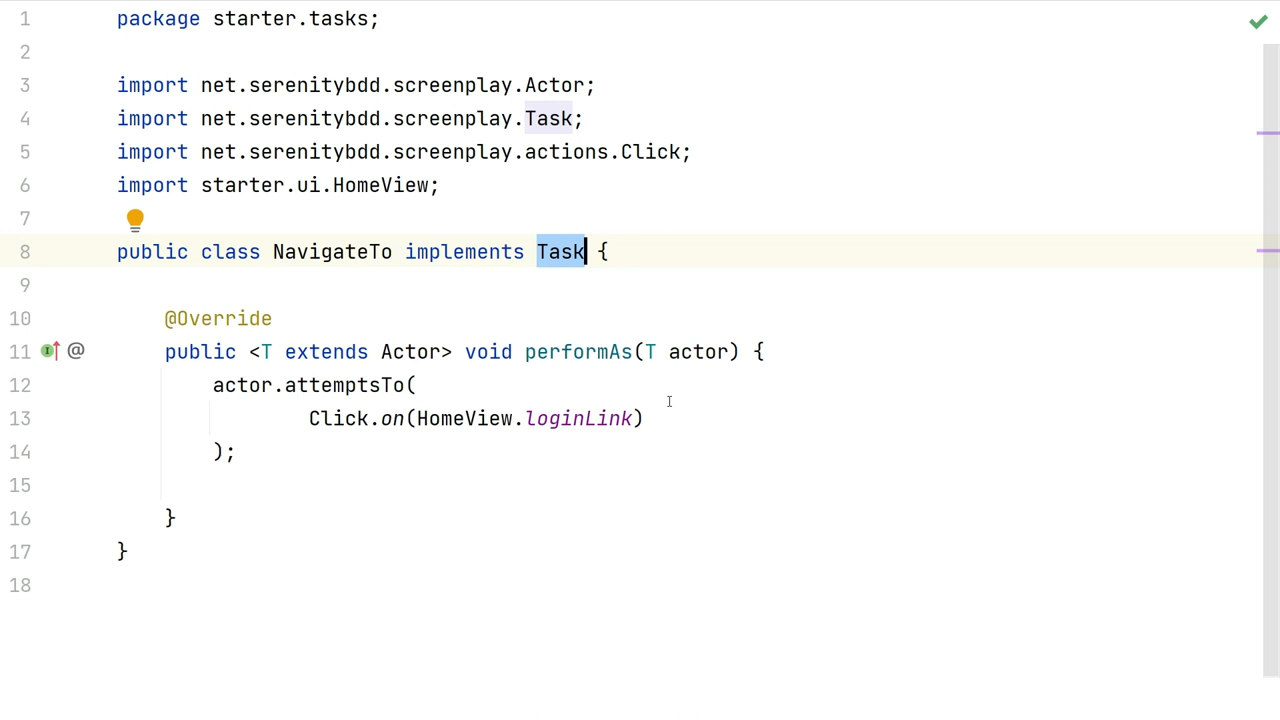 1 package starter.tasks;
2
3 import net.serenitybdd.screenplay.Actor;
4 import net.serenitybdd.screenplay.Task;
5 import net.serenitybdd.screenplay.actions.Click;
6 import starter.ui.HomeView;
7
8 public class NavigateTo implements Task {
9
10 @Override
11 @ public <T extends Actor> void performAs(T actor) {
12 actor.attemptsTo(
13 Click.on(HomeView.loginLink)
14 );
15
16 }
17 }
18